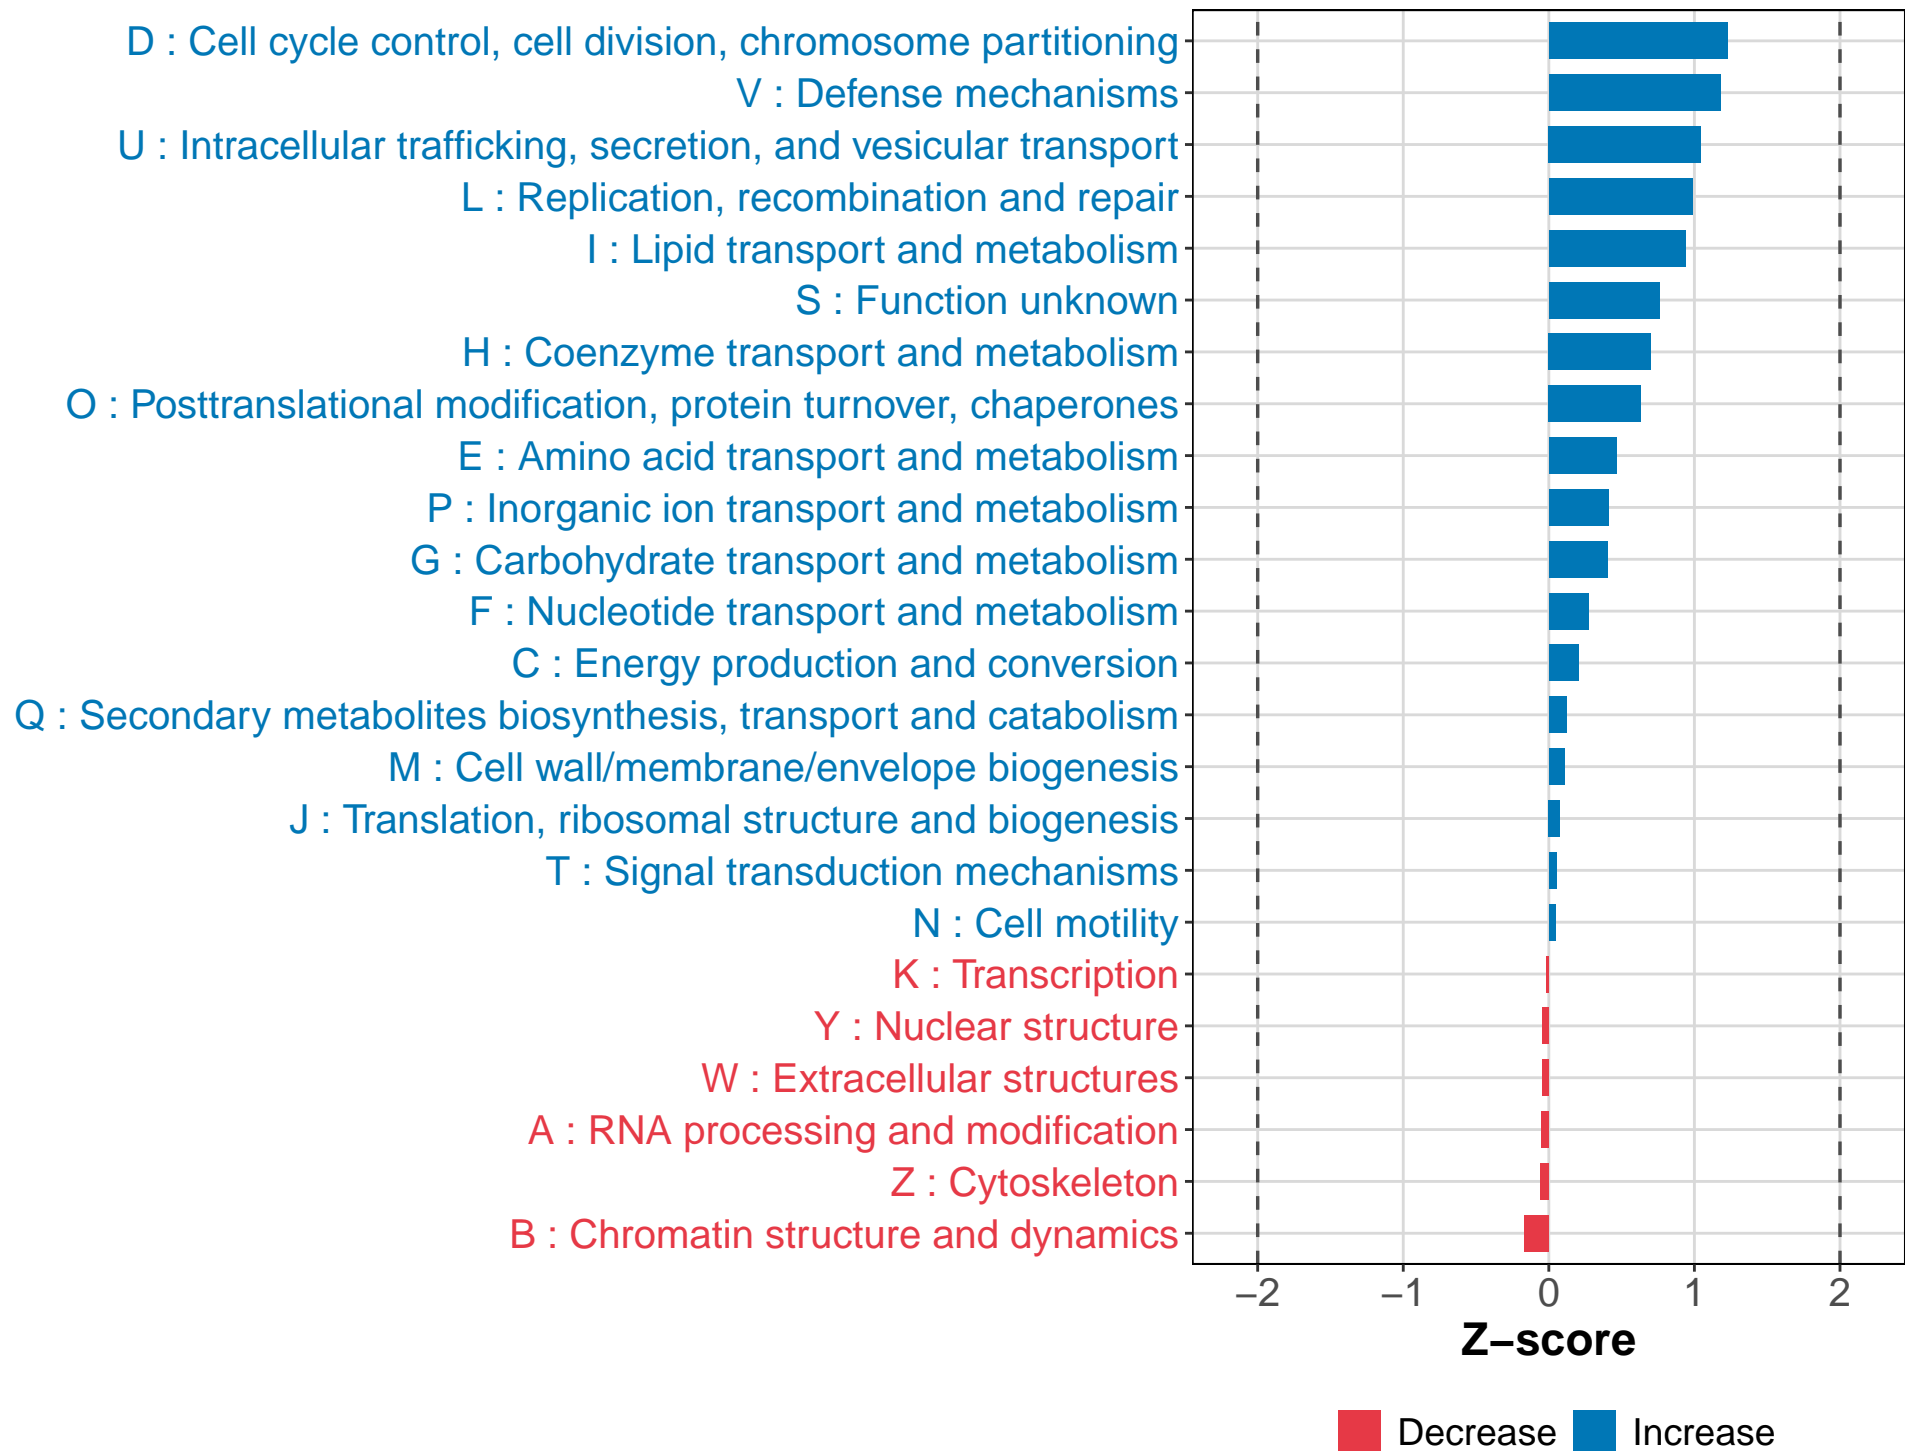 D : Cell cycle control, cell division, chromosome partitioning
V : Defense mechanisms
U : Intracellular trafficking, secretion, and vesicular transport
L : Replication, recombination and repair
I : Lipid transport and metabolism
S : Function unknown
H : Coenzyme transport and metabolism
O : Posttranslational modification, protein turnover, chaperones
E : Amino acid transport and metabolism
P : Inorganic ion transport and metabolism
G : Carbohydrate transport and metabolism
F : Nucleotide transport and metabolism
C : Energy production and conversion
Q : Secondary metabolites biosynthesis, transport and catabolism
M : Cell wall/membrane/envelope biogenesis
J : Translation, ribosomal structure and biogenesis
T : Signal transduction mechanisms
N : Cell motility
K : Transcription
Y : Nuclear structure
W : Extracellular structures
A : RNA processing and modification
Z : Cytoskeleton
B : Chromatin structure and dynamics
−2 −1 0 1 2
Z−score
Decrease Increase